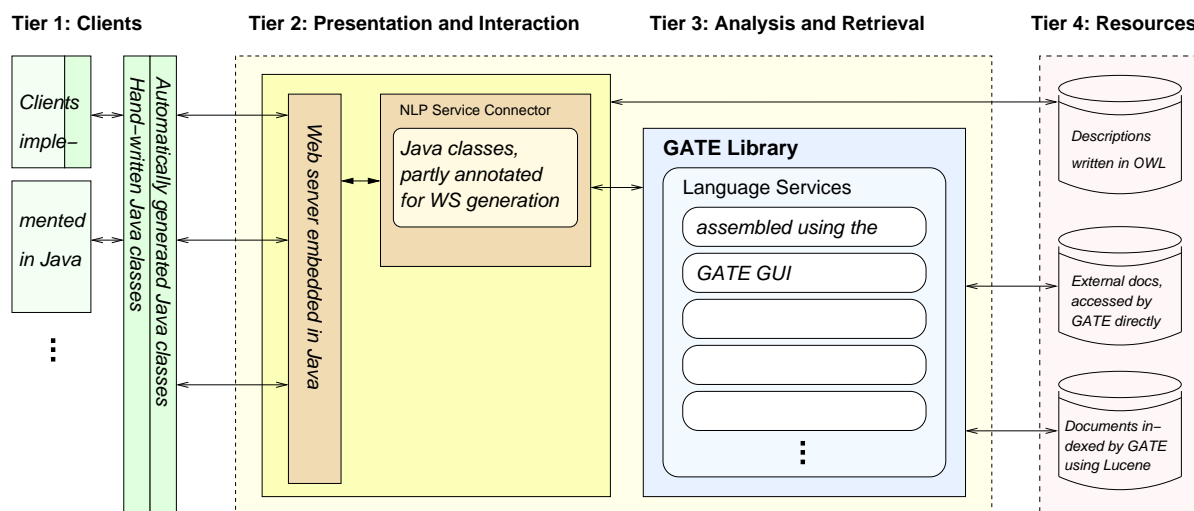 Tier 1: Clients
Tier 2: Presentation and Interaction
Tier 3: Analysis and Retrieval
Tier 4: Resources
Clients
imple−
mented
in Java
Hand−written Java classes
Automatically generated Java classes
Web server embedded in Java
NLP Service Connector
Java classes,
partly annotated
for WS generation
GATE Library
Language Services
assembled using the
GATE GUI
Descriptions
written in OWL
External docs,
accessed by
GATE directly
Documents in−
dexed by GATE
using Lucene